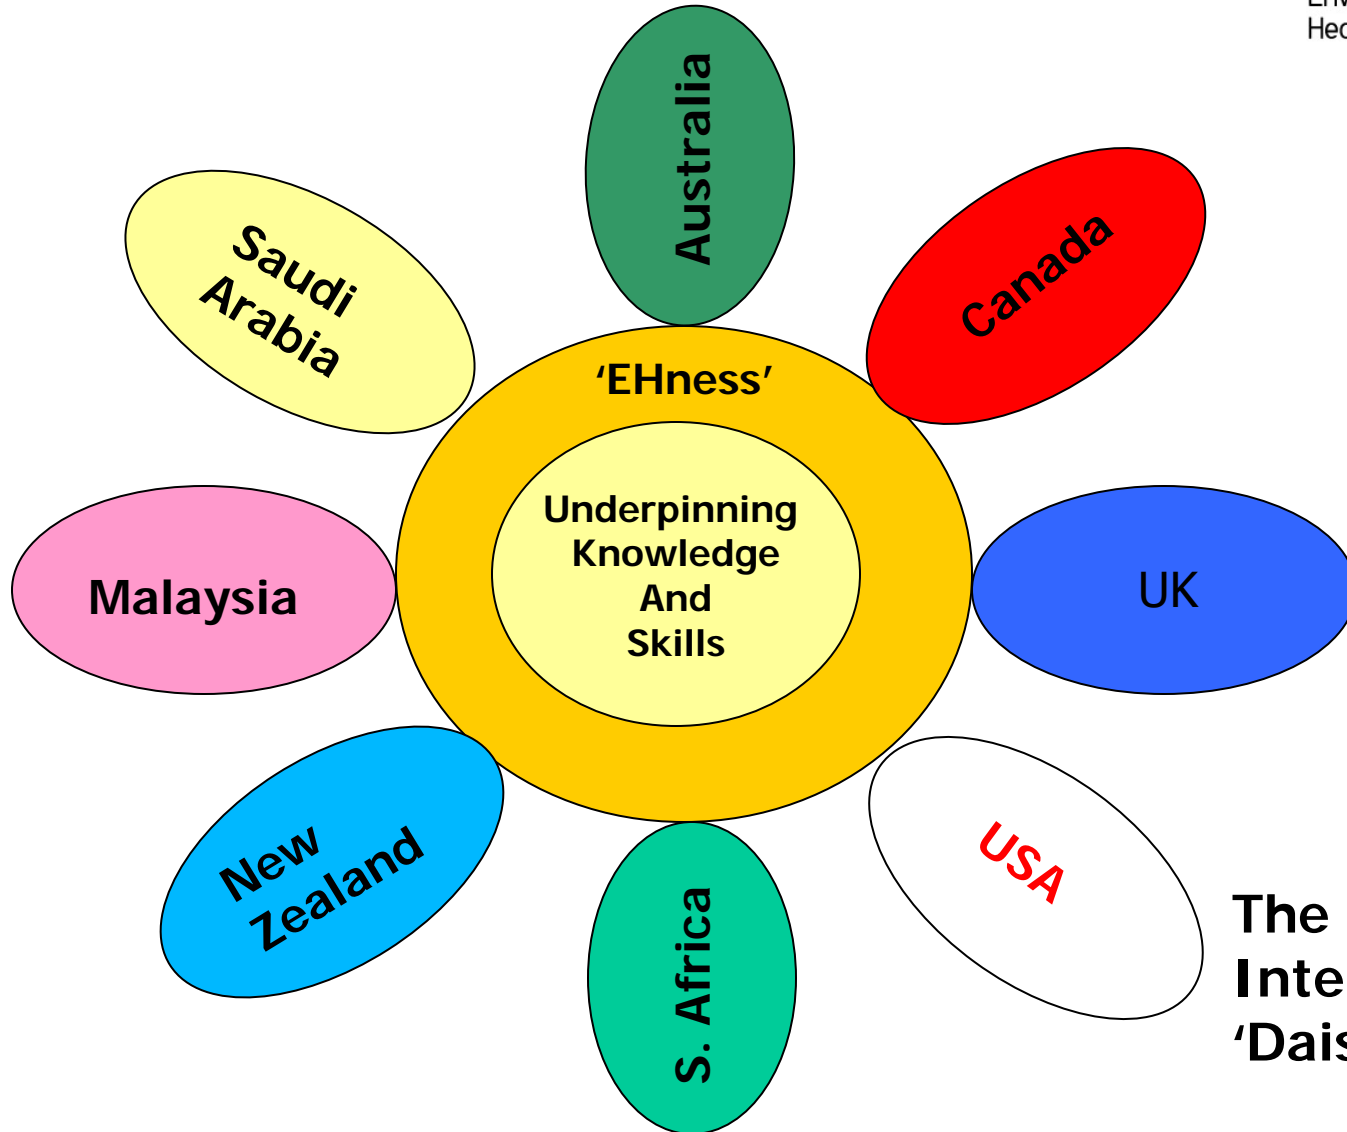 Australia
Canada
Saudi
Arabia
‘EHness’
Underpinning
Knowledge
And
Skills
Malaysia
UK
New
Zealand
USA
S. Africa
The